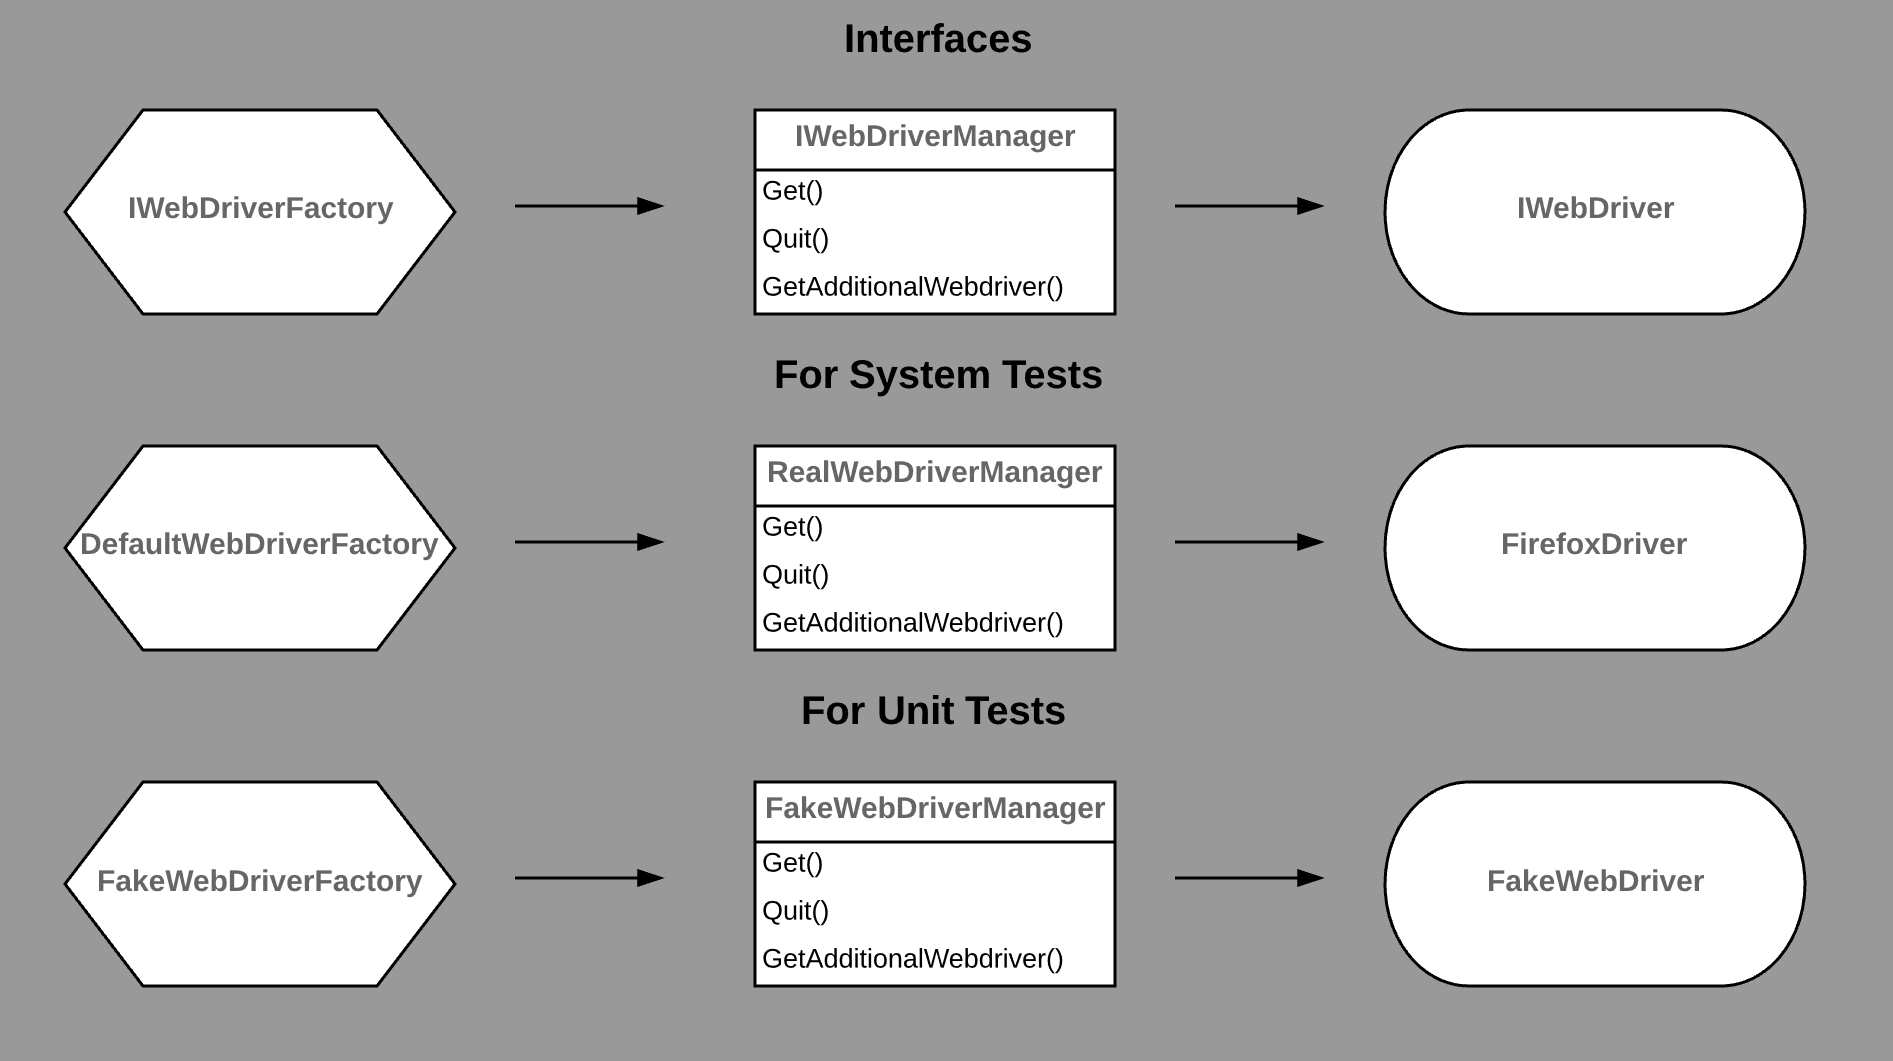 Interfaces
IWebDriverFactory
IWebDriverManager
Get()
Quit()
GetAdditionalWebdriver()
IWebDriver
For System Tests
DefaultWebDriverFactory
RealWebDriverManager
Get()
Quit()
GetAdditionalWebdriver()
FirefoxDriver
For Unit Tests
FakeWebDriverFactory
FakeWebDriverManager
Get()
Quit()
GetAdditionalWebdriver()
FakeWebDriver